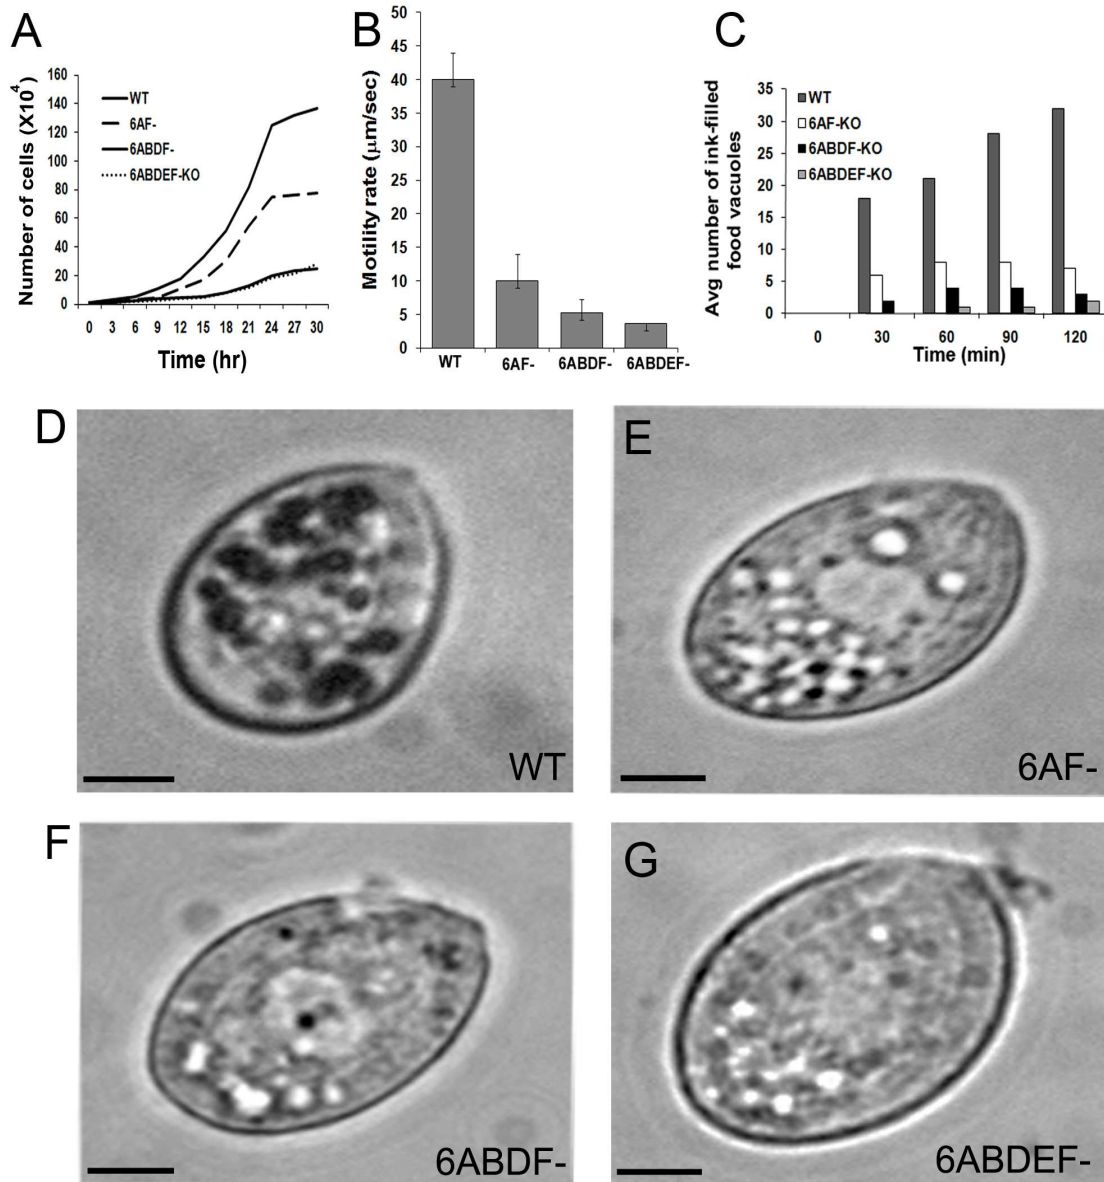 A
Number of cells (X10⁴)
160
140
120
100
80
60
40
20
0
WT
6AF-
6ABDF-
6ABDEF-KO
0 3 6 9 12 15 18 21 24 27 30
Time (hr)
B
Motility rate (µm/sec)
50
45
40
35
30
25
20
15
10
5
0
WT 6AF- 6ABDF- 6ABDEF-
C
Avg number of ink-filled
food vacuoles
35
30
25
20
15
10
5
0
WT
6AF-KO
6ABDF-KO
6ABDEF-KO
0 30 60 90 120
Time (min)
D
WT
E
6AF-
F
6ABDF-
G
6ABDEF-